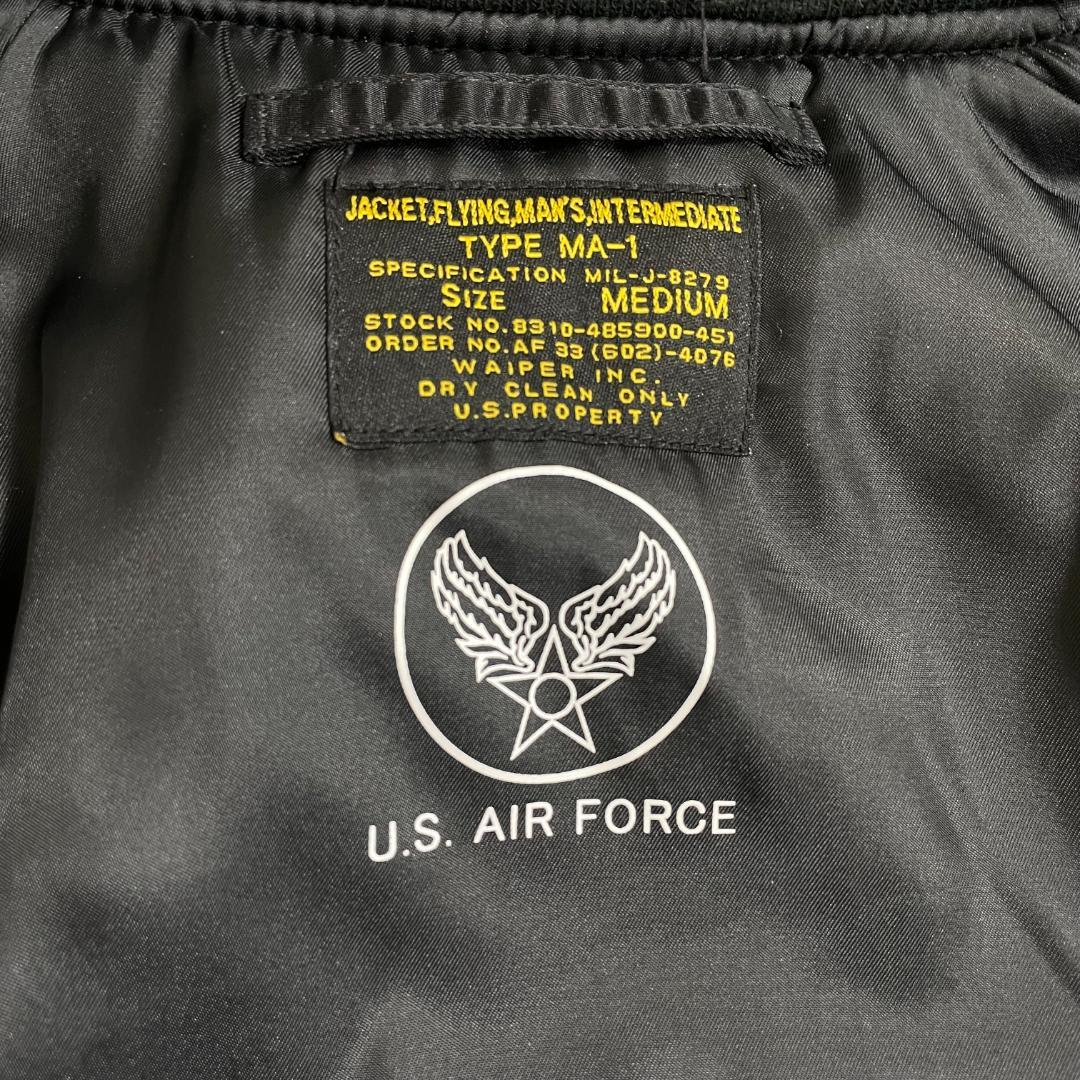 JACKET,FLYING,MAN'S,INTERMEDIATE
TYPE MA-1
SPECIFICATION MIL-J-8279
SIZE MEDIUM
STOCK NO.8310-485900-451
ORDER NO.AF 33(602)-4076
WAIPER INC.
DRY CLEAN ONLY
U.S.PROPERTY
U.S. AIR FORCE